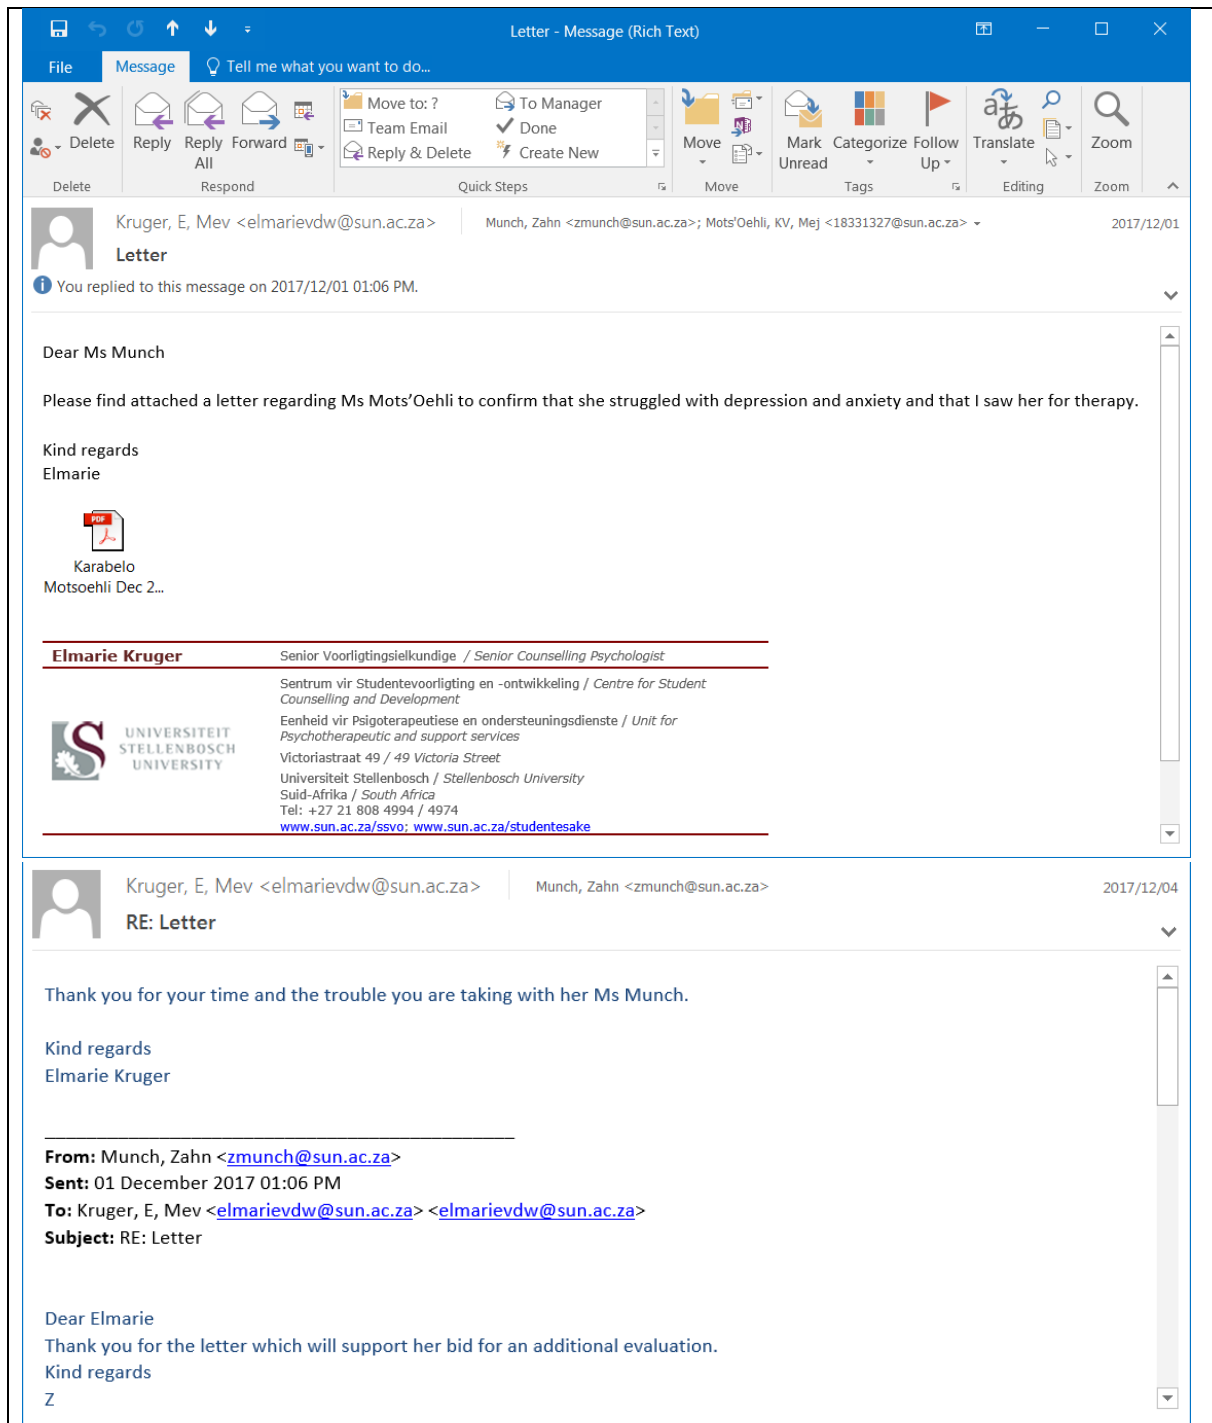 Letter - Message (Rich Text)
File Message Tell me what you want to do...
Delete
Reply
Reply All
Forward
Move to: ?
To Manager
Team Email
Done
Reply & Delete
Create New
Move
Mark Unread
Categorize
Follow Up
Translate
Zoom
Delete Respond Quick Steps Move Tags Editing Zoom
Kruger, E, Mev <elmarievdw@sun.ac.za> Munch, Zahn <zmunch@sun.ac.za>; Mots'Oehli, KV, Mej <18331327@sun.ac.za> 2017/12/01
Letter
You replied to this message on 2017/12/01 01:06 PM.
Dear Ms Munch
Please find attached a letter regarding Ms Mots’Oehli to confirm that she struggled with depression and anxiety and that I saw her for therapy.
Kind regards
Elmarie
PDF
Karabelo
Motsoehli Dec 2...
Elmarie Kruger Senior Voorligtingsielkundige / Senior Counselling Psychologist
Sentrum vir Studentevoorligting en -ontwikkeling / Centre for Student
Counselling and Development
Eenheid vir Psigoterapeutiese en ondersteuningsdienste / Unit for
Psychotherapeutic and support services
UNIVERSITEIT
STELLENBOSCH
UNIVERSITY
Victoriastraat 49 / 49 Victoria Street
Universiteit Stellenbosch / Stellenbosch University
Suid-Afrika / South Africa
Tel: +27 21 808 4994 / 4974
www.sun.ac.za/ssvo; www.sun.ac.za/studentesake
Kruger, E, Mev <elmarievdw@sun.ac.za> Munch, Zahn <zmunch@sun.ac.za> 2017/12/04
RE: Letter
Thank you for your time and the trouble you are taking with her Ms Munch.
Kind regards
Elmarie Kruger
From: Munch, Zahn <zmunch@sun.ac.za>
Sent: 01 December 2017 01:06 PM
To: Kruger, E, Mev <elmarievdw@sun.ac.za> <elmarievdw@sun.ac.za>
Subject: RE: Letter
Dear Elmarie
Thank you for the letter which will support her bid for an additional evaluation.
Kind regards
Z